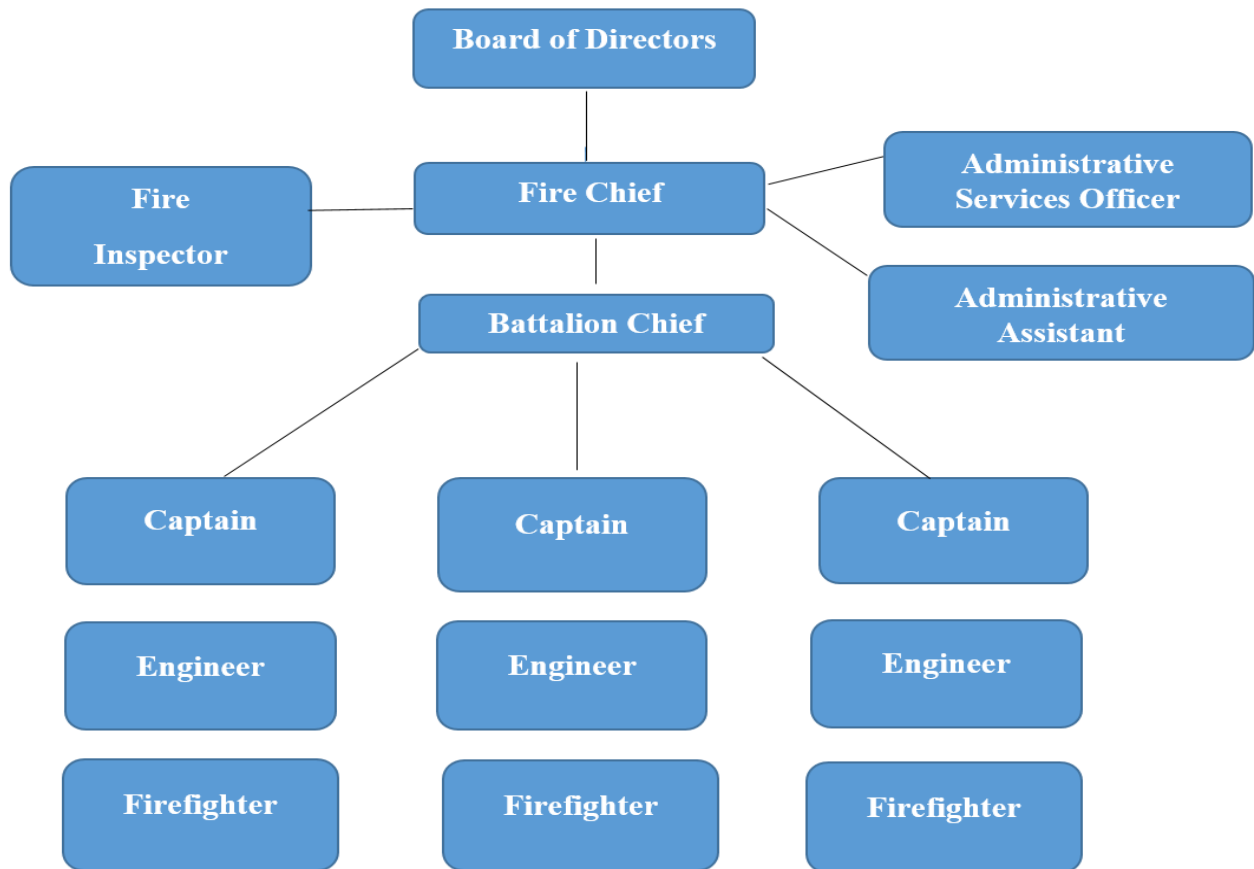 Board of Directors
Fire
Inspector
Fire Chief
Administrative
Services Officer
Administrative
Assistant
Battalion Chief
Captain
Captain
Captain
Engineer
Engineer
Engineer
Firefighter
Firefighter
Firefighter